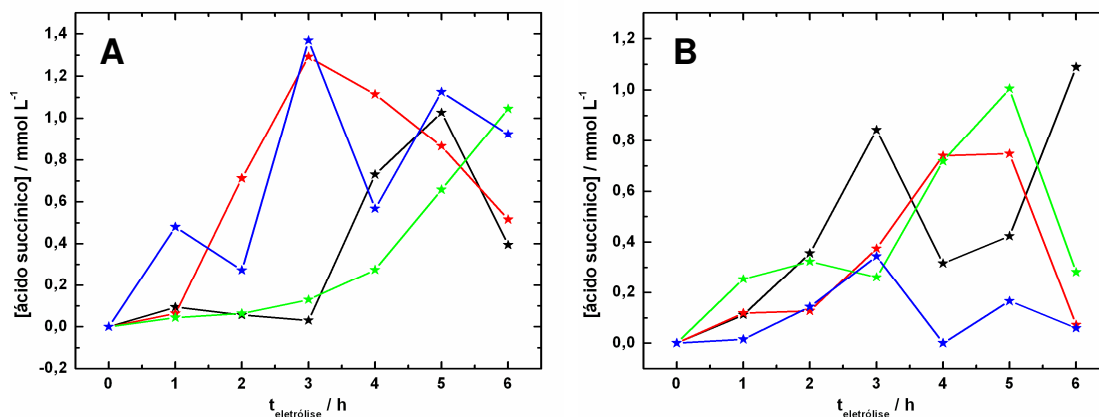 A
[ácido succínico] / mmol L⁻¹
1,4
1,2
1,0
0,8
0,6
0,4
0,2
0,0
-0,2
0 1 2 3 4 5 6
t eletrólise / h
B
[ácido succínico] / mmol L⁻¹
1,2
1,0
0,8
0,6
0,4
0,2
0,0
0 1 2 3 4 5 6
t eletrólise / h